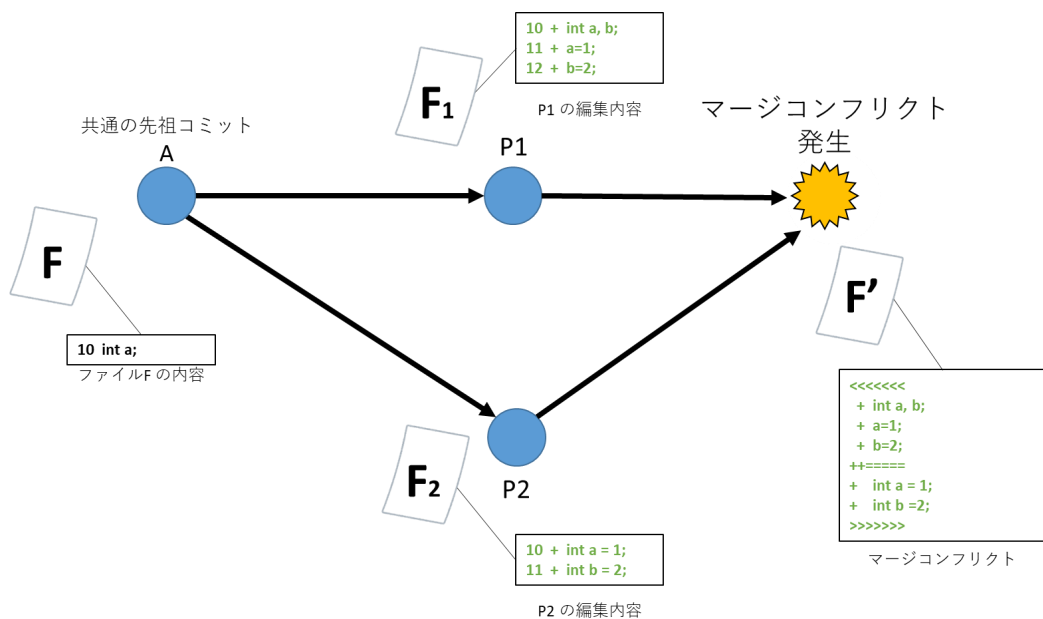 10 + int a, b;
11 + a=1;
12 + b=2;
P1 の編集内容
F1
P1
共通の先祖コミット
A
F
10 int a;
ファイルF の内容
マージコンフリクト
発生
F'
<<<<<<<
+ int a, b;
+ a=1;
+ b=2;
++=====
+ int a = 1;
+ int b =2;
>>>>>>>
マージコンフリクト
P2
F2
10 + int a = 1;
11 + int b = 2;
P2 の編集内容